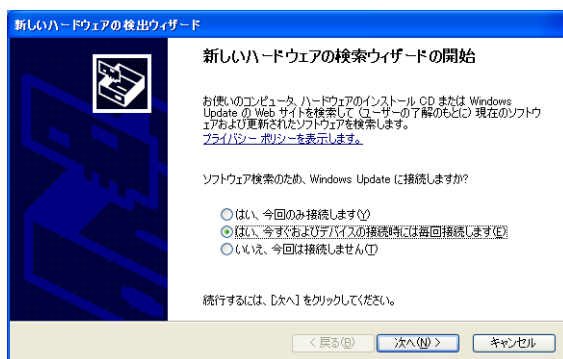 新しいハードウェアの検出ウィザード
新しいハードウェアの検索ウィザードの開始
お使いのコンピュータ、ハードウェアのインストール CD または Windows
Update の Web サイトを検索して (ユーザーの了解のもとに) 現在のソフトウ
ェアおよび更新されたソフトウェアを検索します。
プライバシー ポリシーを表示します。
ソフトウェア検索のため、Windows Update に接続しますか?
はい、今回のみ接続します(Y)
はい、今すぐおよびデバイスの接続時には毎回接続します(E)
いいえ、今回は接続しません(T)
続行するには、[次へ] をクリックしてください。
< 戻る(B) 次へ(N) > キャンセル